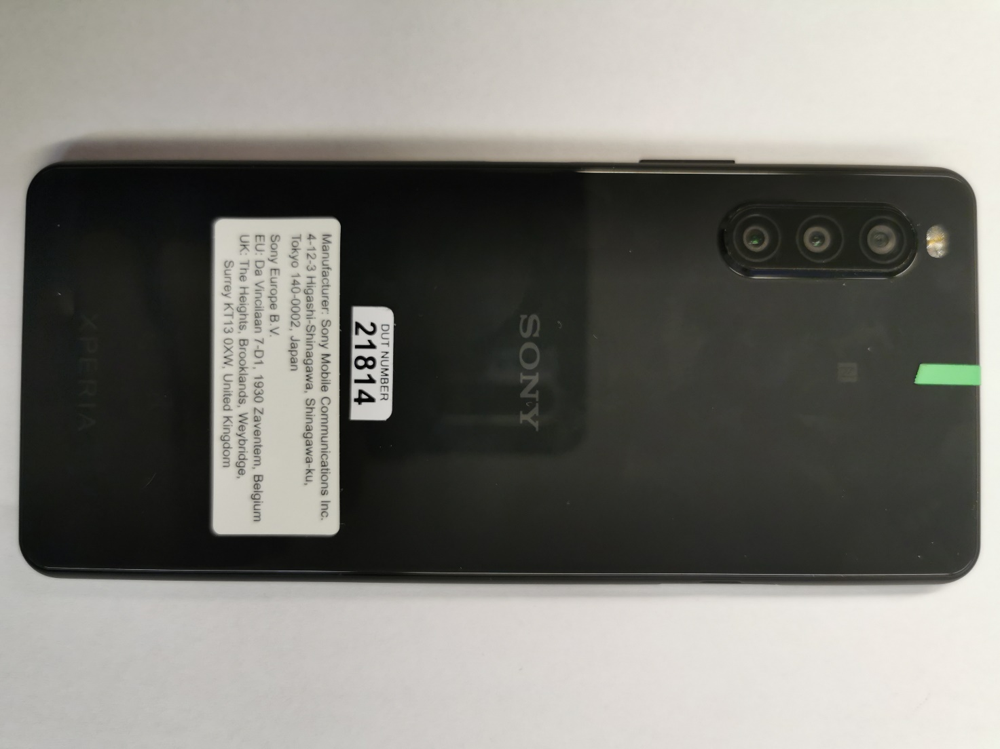 SONY
DUT NUMBER
21814
Manufacturer: Sony Mobile Communications Inc.
4-12-3 Higashi-Shinagawa, Shinagawa-ku,
Tokyo 140-0002, Japan
Sony Europe B.V.
EU: Da Vincilaan 7-D1, 1930 Zaventem, Belgium
UK: The Heights, Brooklands, Weybridge,
Surrey KT13 0XW, United Kingdom
XPERIA